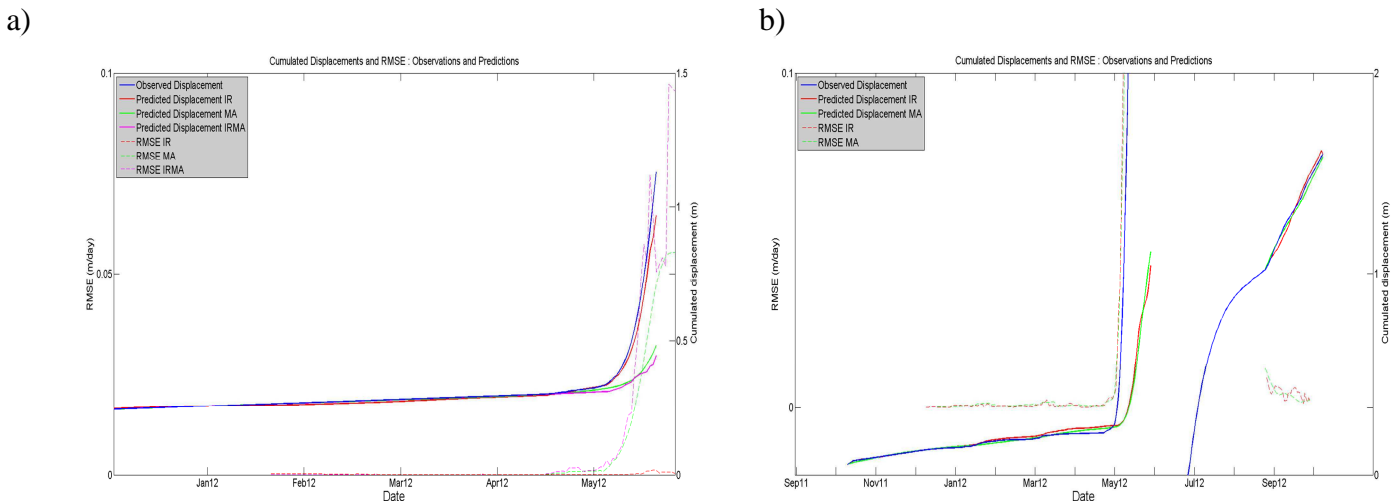 a)
Cumulated Displacements and RMSE : Observations and Predictions
0.1
1.5
Observed Displacement
Predicted Displacement IR
Predicted Displacement MA
Predicted Displacement IRMA
RMSE IR
RMSE MA
RMSE IRMA
1
RMSE (m/day)
0.05
Cumulated displacement (m)
0.5
0
0
Jan12
Feb12
Mar12
Apr12
May12
Date
b)
Cumulated Displacements and RMSE : Observations and Predictions
0.1
2
Observed Displacement
Predicted Displacement IR
Predicted Displacement MA
RMSE IR
RMSE MA
RMSE (m/day)
1
Cumulated displacement (m)
0
0
Sep11
Nov11
Jan12
Mar12
May12
Jul12
Sep12
Date